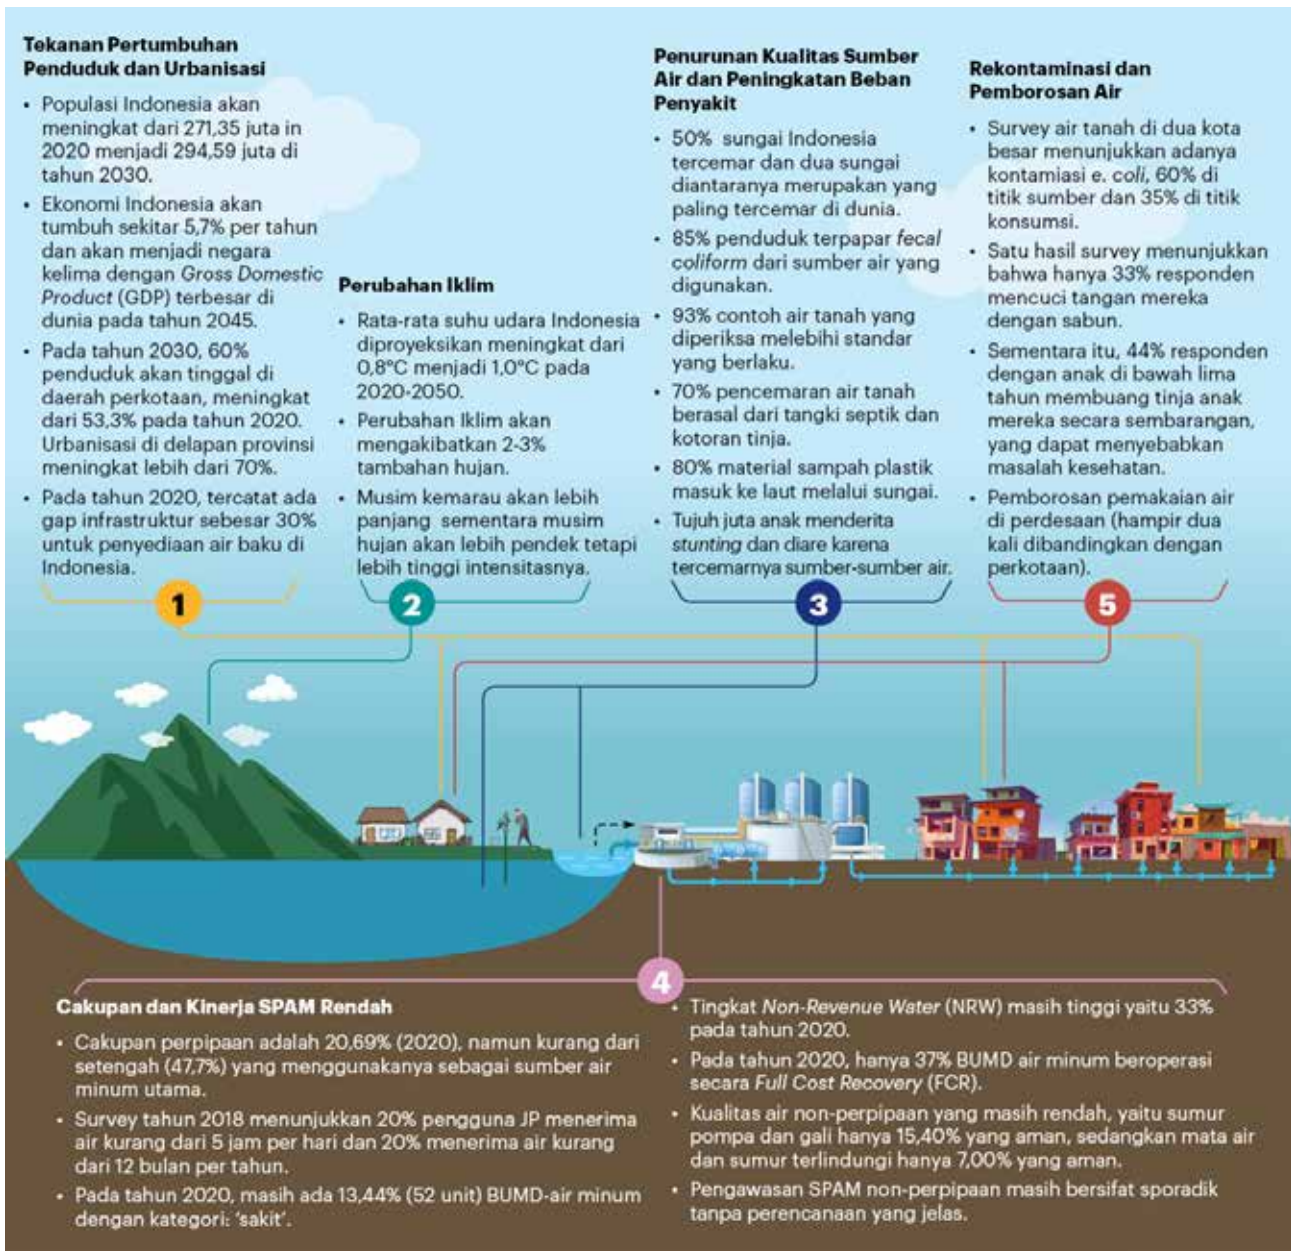 Tekanan Pertumbuhan
Penduduk dan Urbanisasi
• Populasi Indonesia akan
meningkat dari 271,35 juta in
2020 menjadi 294,59 juta di
tahun 2030.
• Ekonomi Indonesia akan
tumbuh sekitar 5,7% per tahun
dan akan menjadi negara
kelima dengan Gross Domestic
Product (GDP) terbesar di
dunia pada tahun 2045.
• Pada tahun 2030, 60%
penduduk akan tinggal di
daerah perkotaan, meningkat
dari 53,3% pada tahun 2020.
Urbanisasi di delapan provinsi
meningkat lebih dari 70%.
• Pada tahun 2020, tercatat ada
gap infrastruktur sebesar 30%
untuk penyediaan air baku di
Indonesia.
1
Perubahan Iklim
• Rata-rata suhu udara Indonesia
diproyeksikan meningkat dari
0,8°C menjadi 1,0°C pada
2020-2050.
• Perubahan Iklim akan
mengakibatkan 2-3%
tambahan hujan.
• Musim kemarau akan lebih
panjang sementara musim
hujan akan lebih pendek tetapi
lebih tinggi intensitasnya.
2
Penurunan Kualitas Sumber
Air dan Peningkatan Beban
Penyakit
• 50% sungai Indonesia
tercemar dan dua sungai
diantaranya merupakan yang
paling tercemar di dunia.
• 85% penduduk terpapar fecal
coliform dari sumber air yang
digunakan.
• 93% contoh air tanah yang
diperiksa melebihi standar
yang berlaku.
• 70% pencemaran air tanah
berasal dari tangki septik dan
kotoran tinja.
• 80% material sampah plastik
masuk ke laut melalui sungai.
• Tujuh juta anak menderita
stunting dan diare karena
tercemarnya sumber-sumber air.
3
Rekontaminasi dan
Pemborosan Air
• Survey air tanah di dua kota
besar menunjukkan adanya
kontamiasi e. coli, 60% di
titik sumber dan 35% di titik
konsumsi.
• Satu hasil survey menunjukkan
bahwa hanya 33% responden
mencuci tangan mereka
dengan sabun.
• Sementara itu, 44% responden
dengan anak di bawah lima
tahun membuang tinja anak
mereka secara sembarangan,
yang dapat menyebabkan
masalah kesehatan.
• Pemborosan pemakaian air
di perdesaan (hampir dua
kali dibandingkan dengan
perkotaan).
5
4
Cakupan dan Kinerja SPAM Rendah
• Cakupan perpipaan adalah 20,69% (2020), namun kurang dari
setengah (47,7%) yang menggunakanya sebagai sumber air
minum utama.
• Survey tahun 2018 menunjukkan 20% pengguna JP menerima
air kurang dari 5 jam per hari dan 20% menerima air kurang
dari 12 bulan per tahun.
• Pada tahun 2020, masih ada 13,44% (52 unit) BUMD-air minum
dengan kategori: 'sakit'.
• Tingkat Non-Revenue Water (NRW) masih tinggi yaitu 33%
pada tahun 2020.
• Pada tahun 2020, hanya 37% BUMD air minum beroperasi
secara Full Cost Recovery (FCR).
• Kualitas air non-perpipaan yang masih rendah, yaitu sumur
pompa dan gali hanya 15,40% yang aman, sedangkan mata air
dan sumur terlindungi hanya 7,00% yang aman.
• Pengawasan SPAM non-perpipaan masih bersifat sporadik
tanpa perencanaan yang jelas.